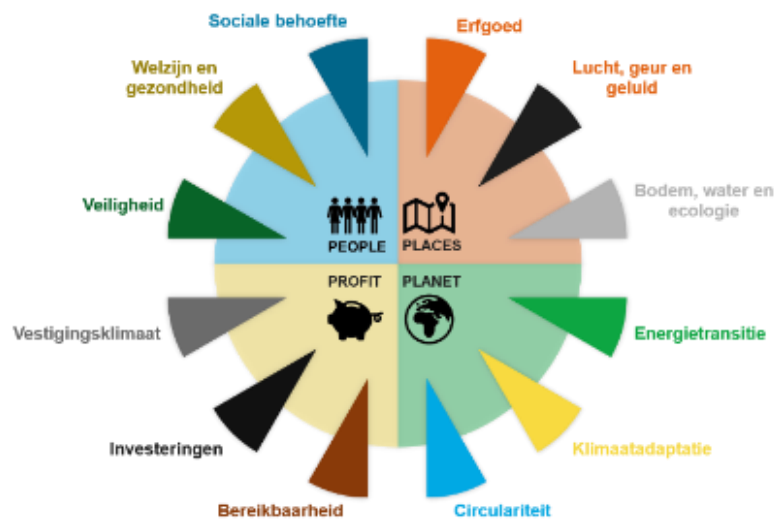 Sociale behoefte
Erfgoed
Welzijn en
gezondheid
Lucht, geur en
geluid
Veiligheid
Bodem, water en
ecologie
PEOPLE
PLACES
PROFIT
PLANET
Vestigingsklimaat
Energietransitie
Investeringen
Klimaatadaptatie
Bereikbaarheid
Circulariteit